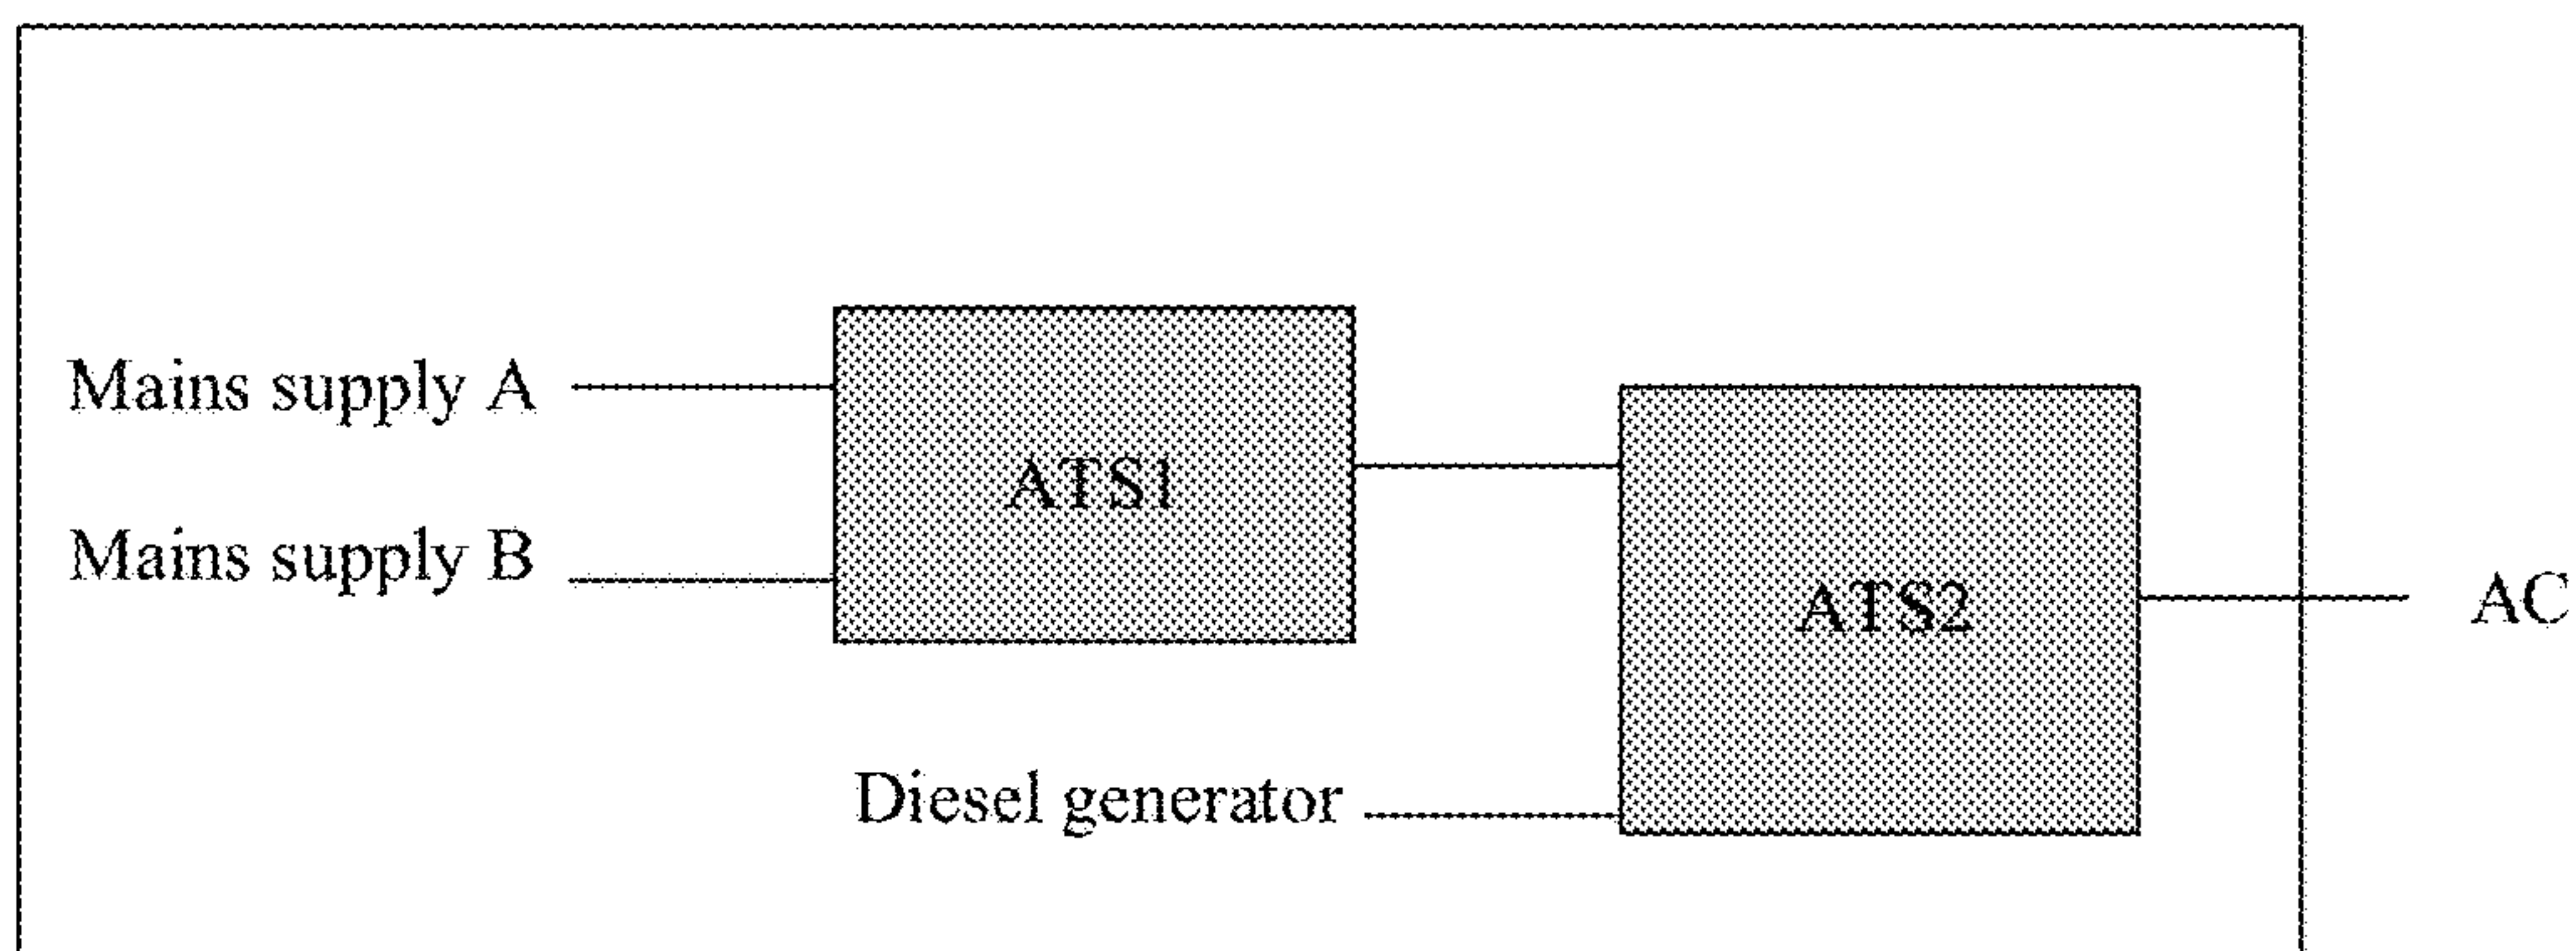 Mains supply A
ATS1
Mains supply B
ATS2
AC
Diesel generator